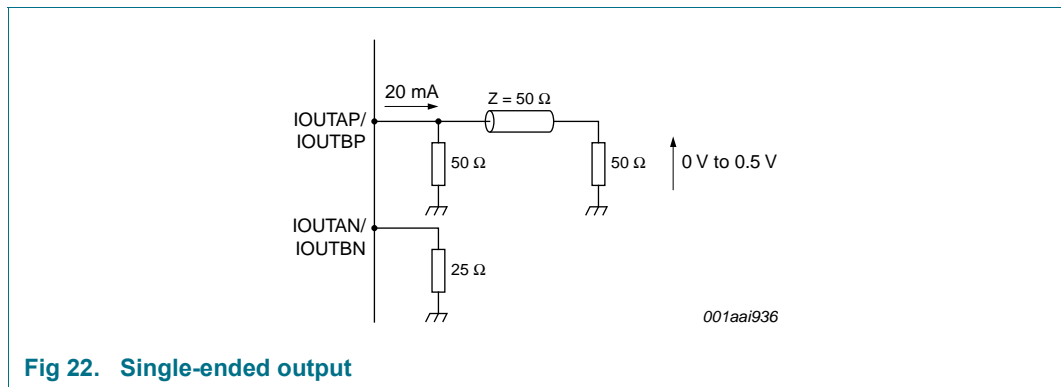 20 mA
Z = 50 Ω
IOUTAP/
IOUTBP
50 Ω
50 Ω
0 V to 0.5 V
IOUTAN/
IOUTBN
25 Ω
001aai936
Fig 22. Single-ended output